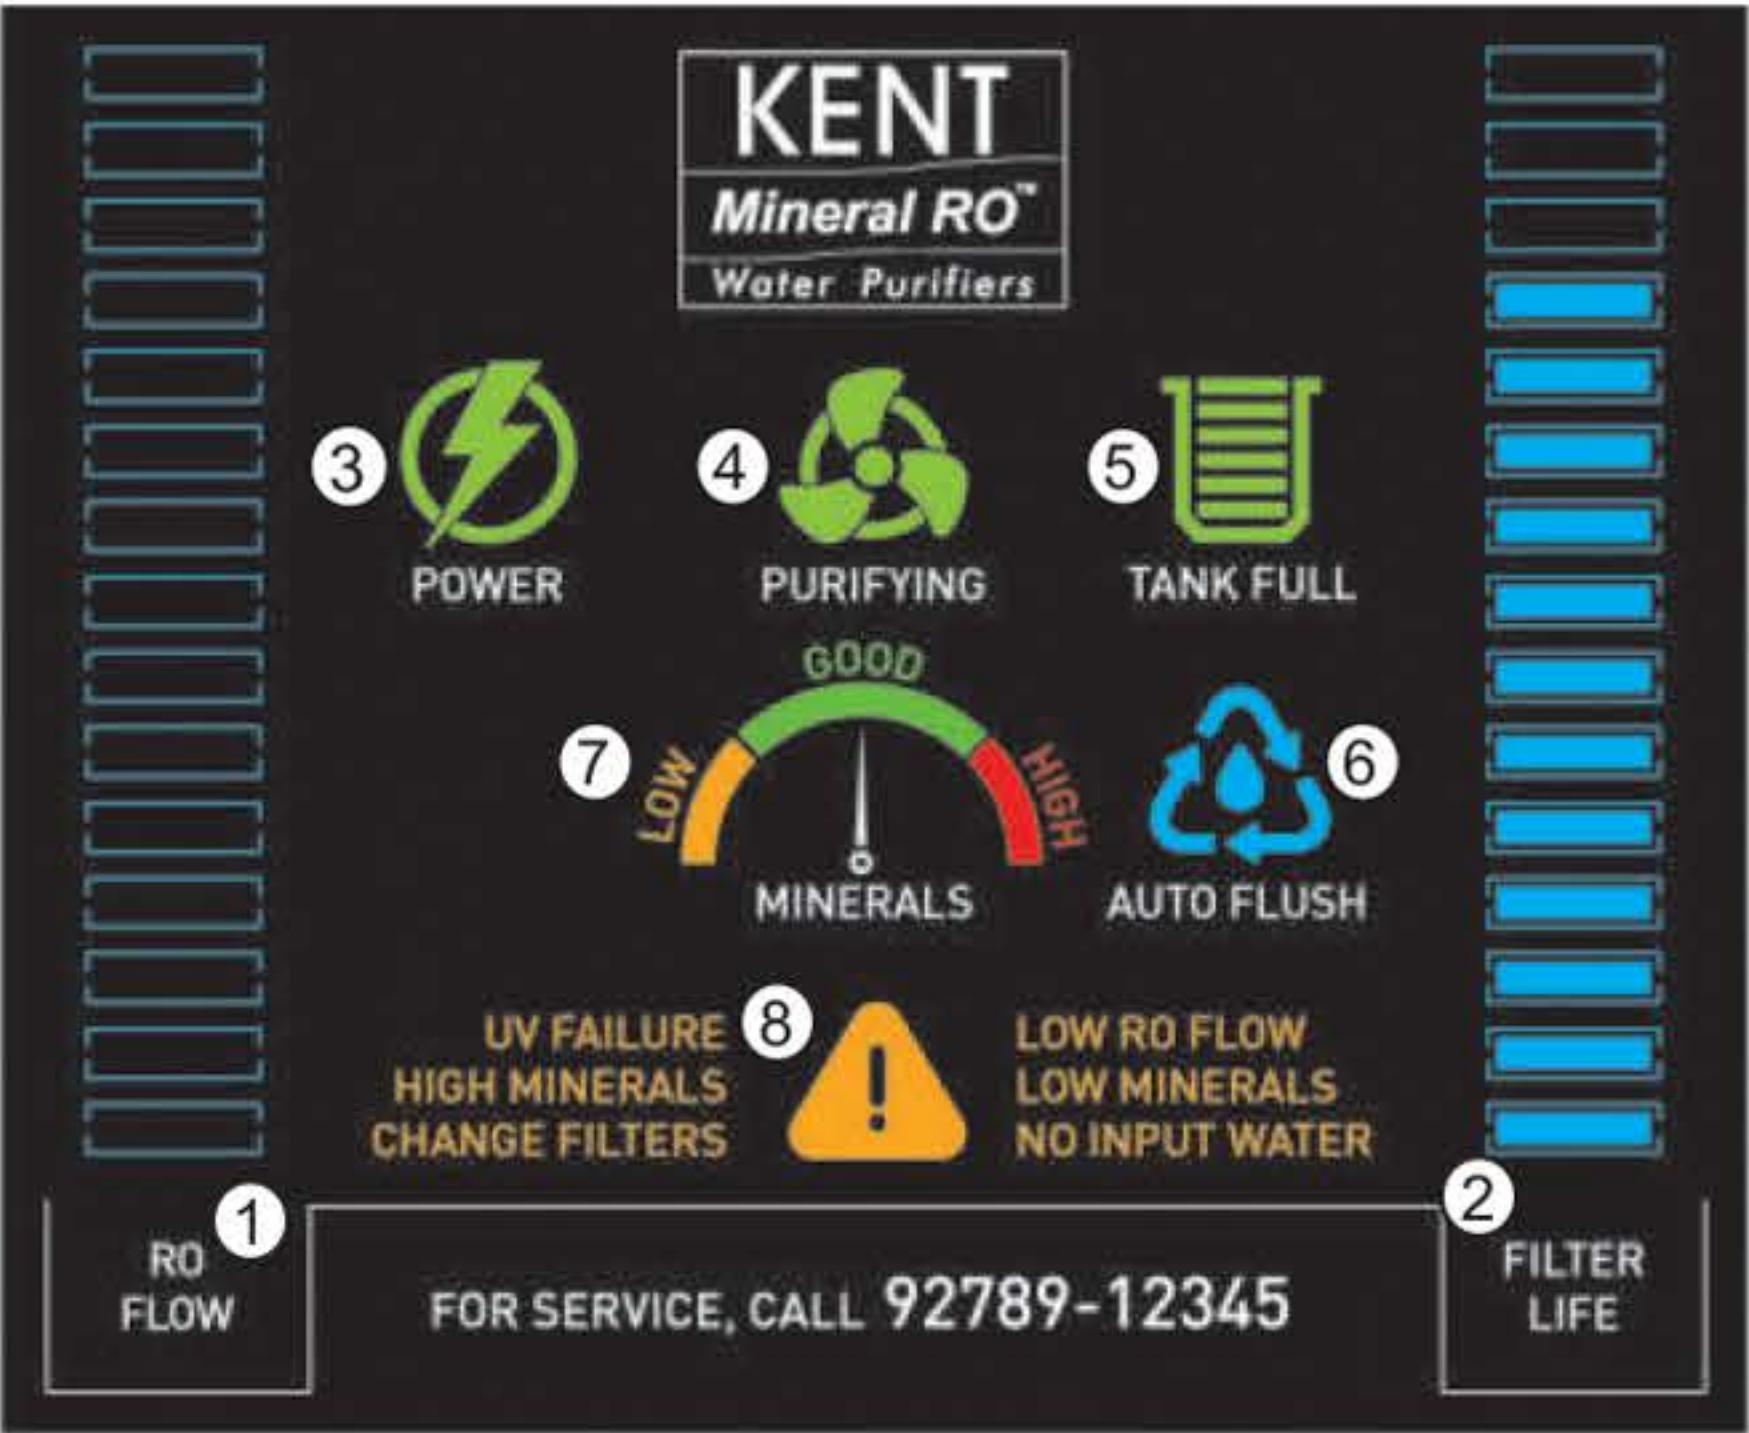 KENT
Mineral RO™
Water Purifiers
3
4
5
POWER
PURIFYING
TANK FULL
GOOD
7
LOW
HIGH
6
MINERALS
AUTO FLUSH
8
UV FAILURE
HIGH MINERALS
CHANGE FILTERS
LOW RO FLOW
LOW MINERALS
NO INPUT WATER
1
RO
FLOW
FOR SERVICE, CALL 92789-12345
2
FILTER
LIFE